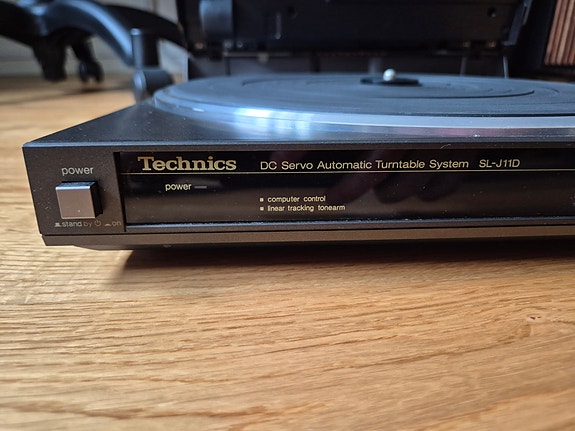 power
Technics DC Servo Automatic Turntable System SL-J11D
power
▪ computer control
▪ linear tracking tonearm
stand by ⏻ on